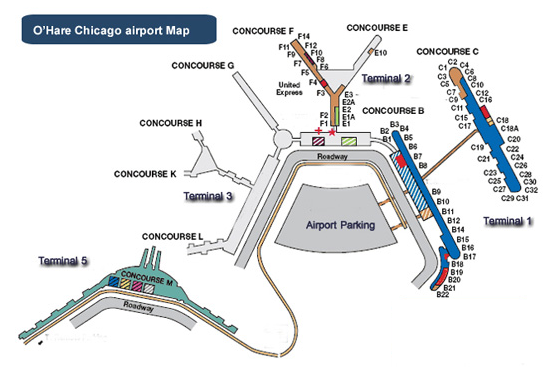 O'Hare Chicago airport Map
CONCOURSE F
F14
F11
F12
F9
F10
F7
F8
F6
F5
F4
F3
United
Express
F2
F1
CONCOURSE E
E10
E3
E2A
E2
E1A
E1
Terminal 2
CONCOURSE G
CONCOURSE H
CONCOURSE K
Terminal 3
CONCOURSE L
CONCOURSE B
B3
B2
B4
B1
B5
B6
B7
B8
B9
B10
B11
B12
B14
B15
B16
B17
B18
B19
B20
B21
B22
CONCOURSE C
C2
C1
C4
C3
C6
C5
C8
C7
C10
C9
C12
C16
C11
C18
C15
C18A
C17
C20
C19
C22
C24
C21
C26
C23
C28
C25
C30
C27
C32
C29
C31
Terminal 1
Roadway
Airport Parking
Terminal 5
CONCOURSE M
Roadway